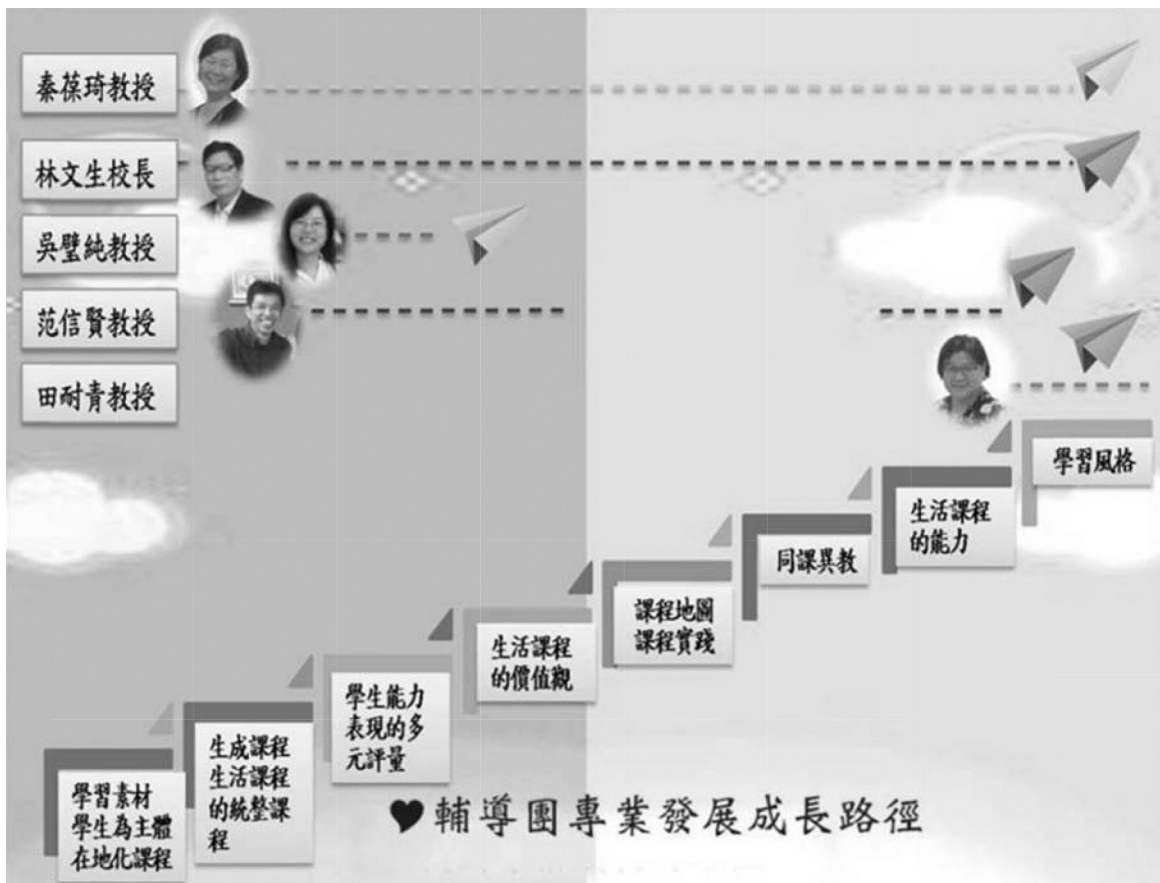 秦葆琦教授
林文生校長
吳璧純教授
范信賢教授
田耐青教授
學習素材
學生為主體
在地化課程
生成課程
生活課程
的統整課
程
學生能力
表現的多
元評量
生活課程
的價值觀
課程地圖
課程實踐
同課異教
生活課程
的能力
學習風格
♥輔導團專業發展成長路徑